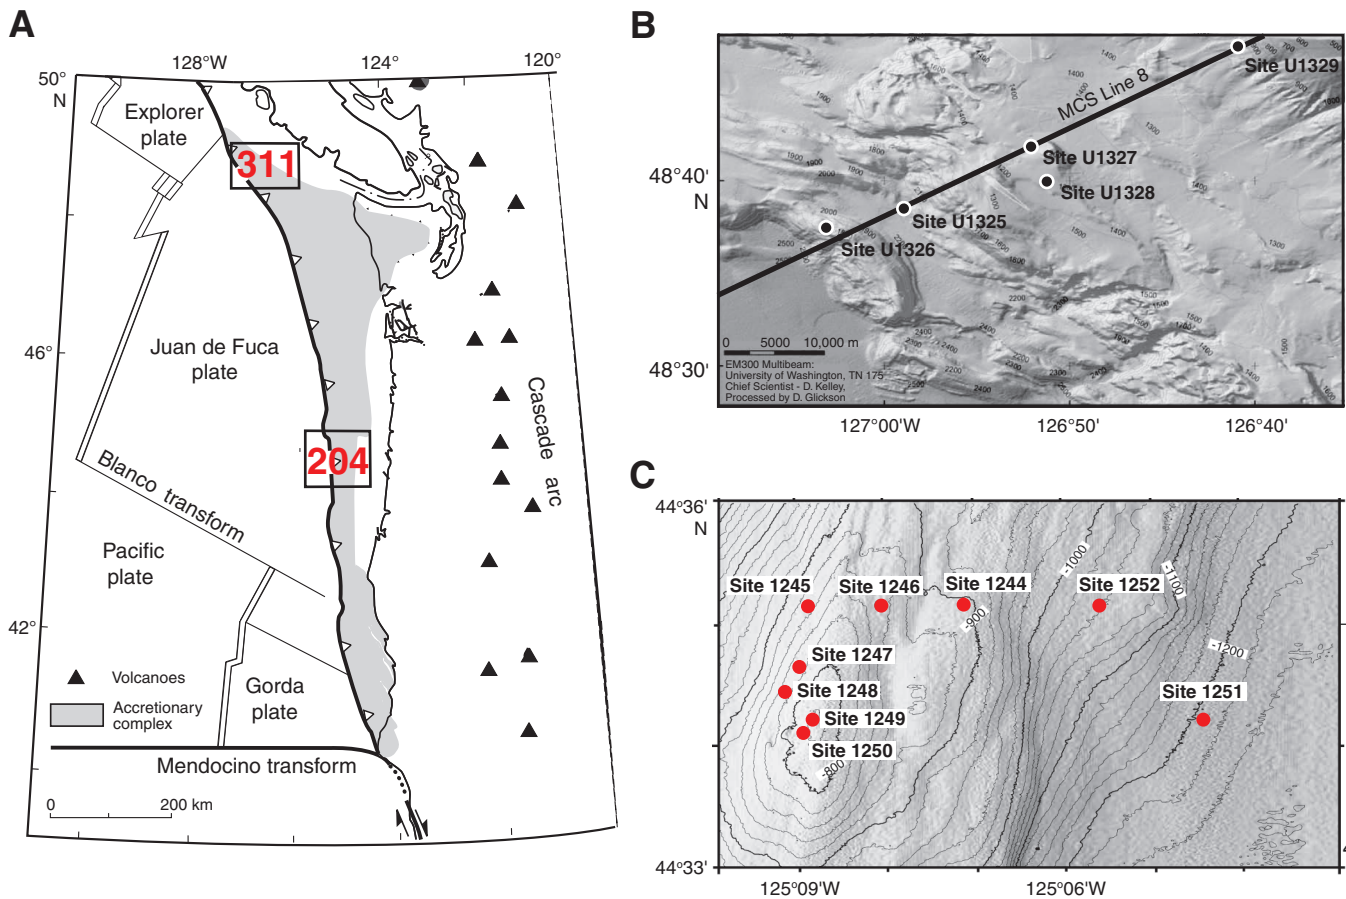 A
128°W
124°
120°
50°
N
Explorer
plate
311
46°
Juan de Fuca
plate
Cascade arc
204
Blanco transform
Pacific
plate
42°
Volcanoes
Accretionary
complex
Gorda
plate
Mendocino transform
0
200 km
B
48°40'
N
48°30'
MCS Line 8
Site U1329
Site U1327
Site U1328
Site U1325
Site U1326
0 5000 10,000 m
EM300 Multibeam:
University of Washington, TN 175
Chief Scientist - D. Kelley,
Processed by D. Glickson
127°00'W
126°50'
126°40'
C
44°36'
N
Site 1245
Site 1246
Site 1244
Site 1252
-1000
-1100
-900
Site 1247
-1200
Site 1248
Site 1251
Site 1249
Site 1250
-800
44°33'
125°09'W
125°06'W